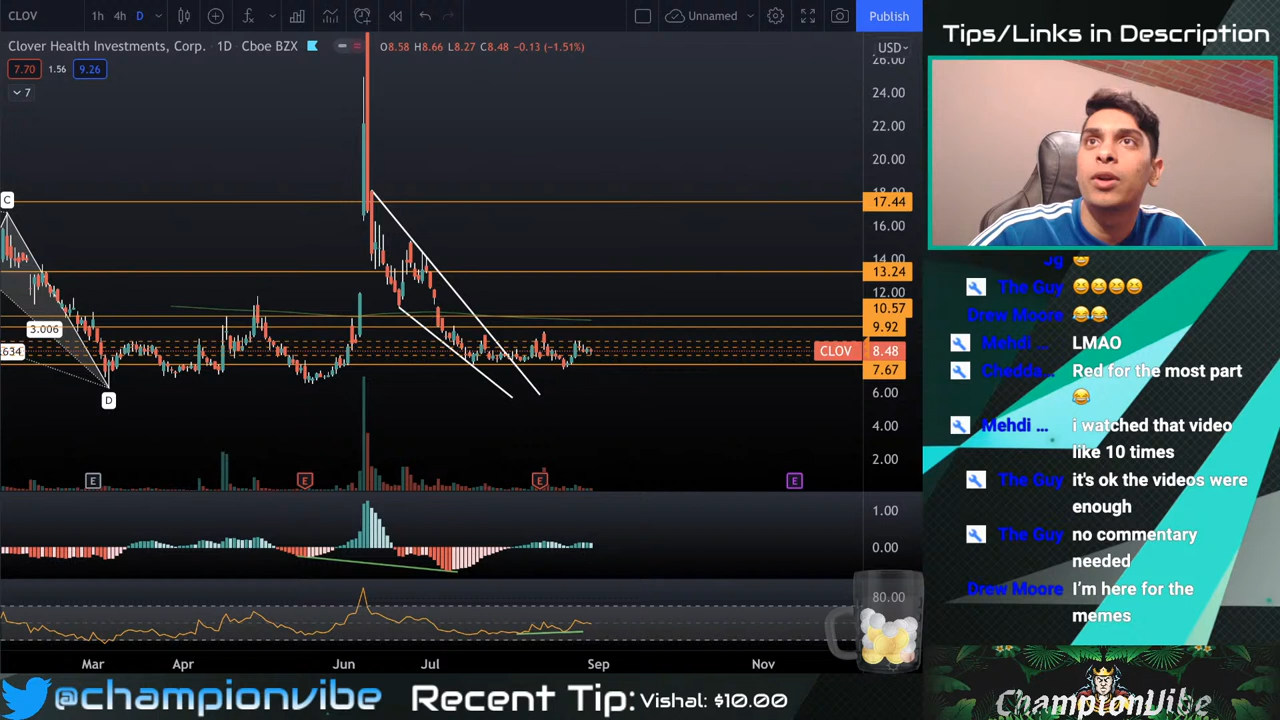 CLOV
1h 4h D
Unnamed
Publish
Clover Health Investments, Corp. · 1D Cboe BZX
O8.58 H8.66 L8.27 C8.48 −0.13 (−1.51%)
USD
7.70 1.56 9.26
7
26.00
24.00
22.00
20.00
18.00
17.44
16.00
14.00
13.24
12.00
10.57
9.92
CLOV 8.48
7.67
6.00
4.00
2.00
C
3.006
.634
D
E
E
E
E
1.00
0.00
80.00
Mar Apr Jun Jul Sep Nov
Tips/Links in Description
Jg
The Guy
Drew Moore
Mehdi ... LMAO
Chedda... Red for the most part
Mehdi ... i watched that video
like 10 times
The Guy it's ok the videos were
enough
The Guy no commentary
needed
Drew Moore I'm here for the
memes
@championvibe Recent Tip: Vishal: $10.00
ChampionVibe